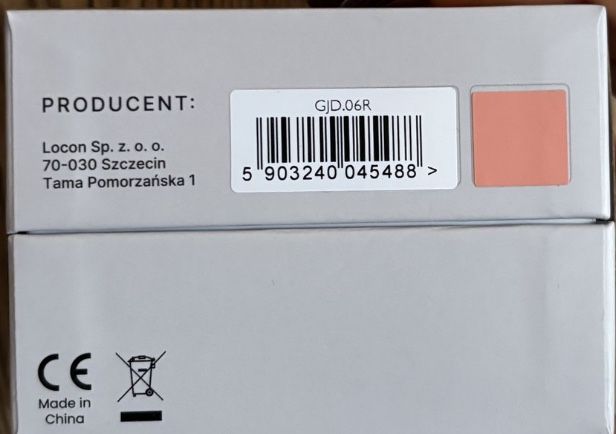 PRODUCENT:
Locon Sp. z. o. o.
70-030 Szczecin
Tama Pomorzańska 1
GJD.06R
5 903240 045488 >
CE
Made in
China